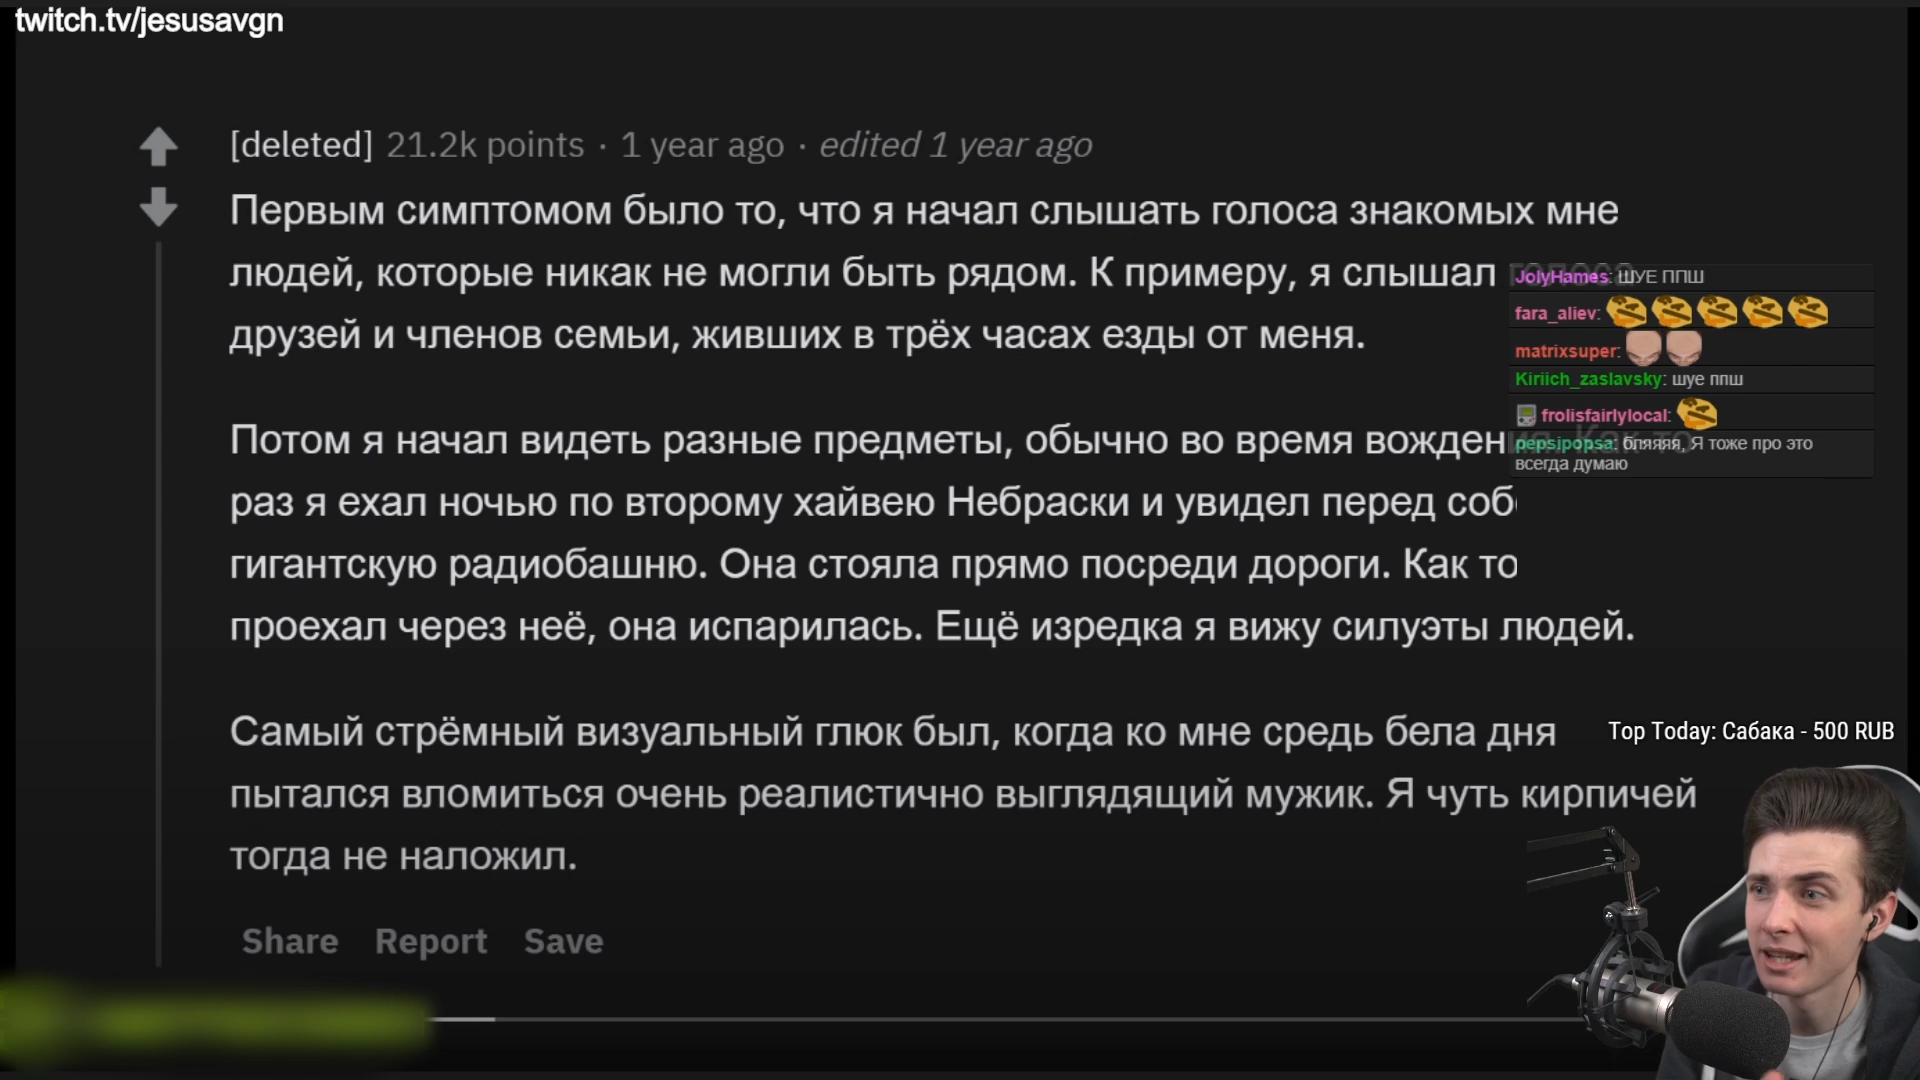 twitch.tv/jesusavgn
[deleted] 21.2k points · 1 year ago · edited 1 year ago
Первым симптомом было то, что я начал слышать голоса знакомых мне
людей, которые никак не могли быть рядом. К примеру, я слышал голоса
друзей и членов семьи, живших в трёх часах езды от меня.
Потом я начал видеть разные предметы, обычно во время вождения. Как-то
раз я ехал ночью по второму хайвею Небраски и увидел перед
гигантскую радиобашню. Она стояла прямо посреди дороги. Как то
проехал через неё, она испарилась. Ещё изредка я вижу силуэты людей.
Самый стрёмный визуальный глюк был, когда ко мне средь бела дня
пытался вломиться очень реалистично выглядящий мужик. Я чуть кирпичей
тогда не наложил.
Share Report Save
JolyHames: ШУЕ ППШ
fara_aliev:
matrixsuper:
Kiriich_zaslavsky: шуе ппш
frolisfairlylocal:
pepsipopsa: бляяяя, Я тоже про это
всегда думаю
Top Today: Сабака - 500 RUB